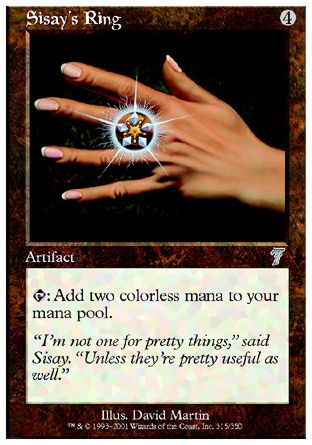 Sisay's Ring 4
Artifact 7
: Add two colorless mana to your
mana pool.
“I’m not one for pretty things,” said
Sisay. “Unless they’re pretty useful as
well.”
Illus. David Martin
™ & © 1993–2001 Wizards of the Coast, Inc. 315/350